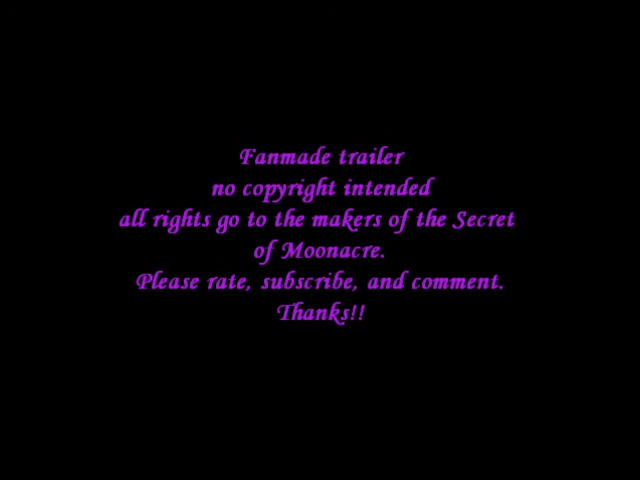 Fanmade trailer
no copyright intended
all rights go to the makers of the Secret
of Moonacre.
Please rate, subscribe, and comment.
Thanks!!